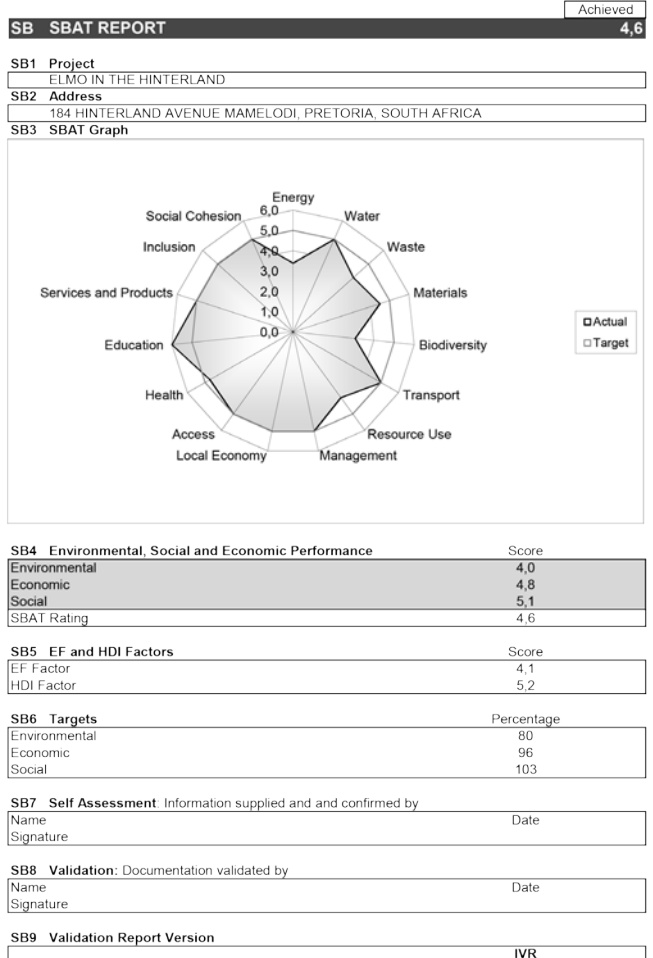 Achieved
SB SBAT REPORT 4,6
SB1 Project
ELMO IN THE HINTERLAND
SB2 Address
184 HINTERLAND AVENUE MAMELODI, PRETORIA, SOUTH AFRICA
SB3 SBAT Graph
Energy
Social Cohesion 6,0 Water
5,0
Inclusion 4,0 Waste
3,0
Services and Products 2,0 Materials
1,0
0,0 Actual
Education Biodiversity Target
Health Transport
Access Resource Use
Local Economy Management
SB4 Environmental, Social and Economic Performance Score
Environmental 4,0
Economic 4,8
Social 5,1
SBAT Rating 4,6
SB5 EF and HDI Factors Score
EF Factor 4,1
HDI Factor 5,2
SB6 Targets Percentage
Environmental 80
Economic 96
Social 103
SB7 Self Assessment: Information supplied and and confirmed by
Name Date
Signature
SB8 Validation: Documentation validated by
Name Date
Signature
SB9 Validation Report Version
IVR